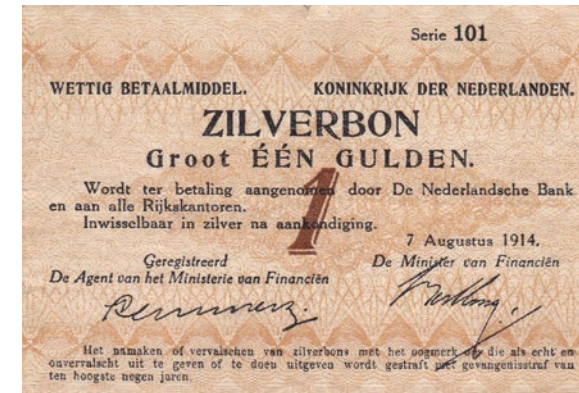 Serie 101
WETTIG BETAALMIDDEL. KONINKRIJK DER NEDERLANDEN.
ZILVERBON
Groot ÉÉN GULDEN.
1
Wordt ter betaling aangenomen door De Nederlandsche Bank
en aan alle Rijkskantoren.
Inwisselbaar in zilver na aankondiging.
7 Augustus 1914.
Geregistreerd De Minister van Financiën
De Agent van het Ministerie van Financiën
Het namaken of vervalschen van zilverbons met het oogmerk om die als echt en
onvervalscht uit te geven of te doen uitgeven wordt gestraft met gevangenisstraf van
ten hoogste negen jaren.